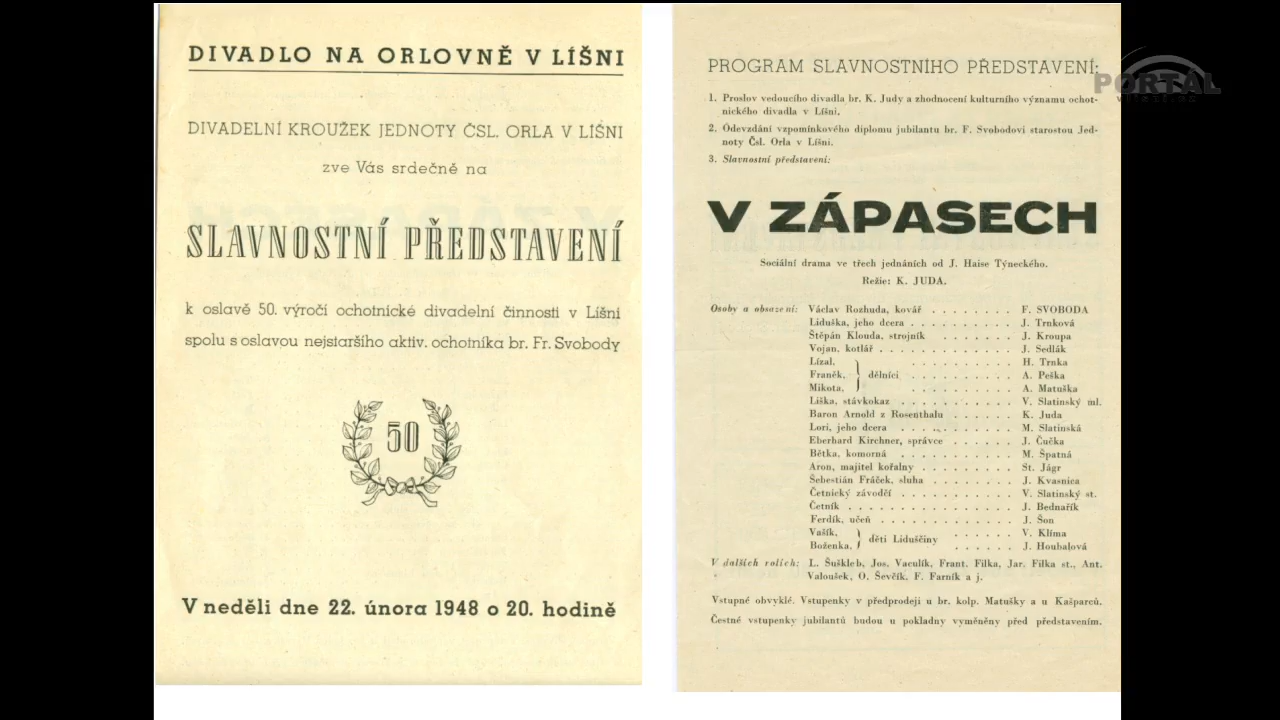 DIVADLO NA ORLOVNĚ V LÍŠNI
DIVADELNÍ KROUŽEK JEDNOTY ČSL. ORLA V LÍŠNI
zve Vás srdečně na
SLAVNOSTNÍ PŘEDSTAVENÍ
k oslavě 50. výročí ochotnické divadelní činnosti v Líšni
spolu s oslavou nejstaršího aktiv. ochotníka br. Fr. Svobody
50
V neděli dne 22. února 1948 o 20. hodině
PROGRAM SLAVNOSTNÍHO PŘEDSTAVENÍ:
1. Proslov vedoucího divadla br. K. Judy a zhodnocení kulturního významu ochot-
nického divadla v Líšni.
2. Odevzdání vzpomínkového diplomu jubilantu br. F. Svobodovi starostou Jed-
noty Čsl. Orla v Líšni.
3. Slavnostní představení:
V ZÁPASECH
Sociální drama ve třech jednáních od J. Haise Týneckého.
Režie: K. JUDA.
Osoby a obsazení: Václav Rozhuda, kovář . . . . . . . . F. SVOBODA
Liduška, jeho dcera . . . . . . . . . . J. Trnková
Štěpán Klouda, strojník . . . . . . . J. Kroupa
Vojan, kotlář . . . . . . . . . . . . . J. Sedlák
Lízal, . . . . . . . . . . H. Trnka
Franěk, } dělníci . . . . . . . . . . A. Peška
Mikota, . . . . . . . . . . A. Matuška
Liška, stávkokaz . . . . . . . . . . . V. Slatinský ml.
Baron Arnold z Rosenthalu . . . . . . K. Juda
Lori, jeho dcera . . . . . . . . . . . M. Slatinská
Eberhard Kirchner, správce . . . . . . J. Čučka
Bětka, komorná . . . . . . . . . . . . M. Špatná
Aron, majitel kořalny . . . . . . . . . St. Jágr
Šebestián Fráček, sluha . . . . . . . . J. Kvasnica
Četnický závodčí . . . . . . . . . . . V. Slatinský st.
Četník . . . . . . . . . . . . . . . . J. Bednařík
Ferdík, učeň . . . . . . . . . . . . . J. Šon
Vašík, } děti Liduščiny . . . . . . V. Klíma
Boženka, . . . . . . J. Houbalová
V dalších rolích: L. Šuškleb, Jos. Vaculík, Frant. Filka, Jar. Filka st., Ant.
Valoušek, O. Ševčík, F. Farník a j.
Vstupné obvyklé. Vstupenky v předprodeji u br. kolp. Matušky a u Kašparců.
Čestné vstupenky jubilantů budou u pokladny vyměněny před představením.
PORTÁL